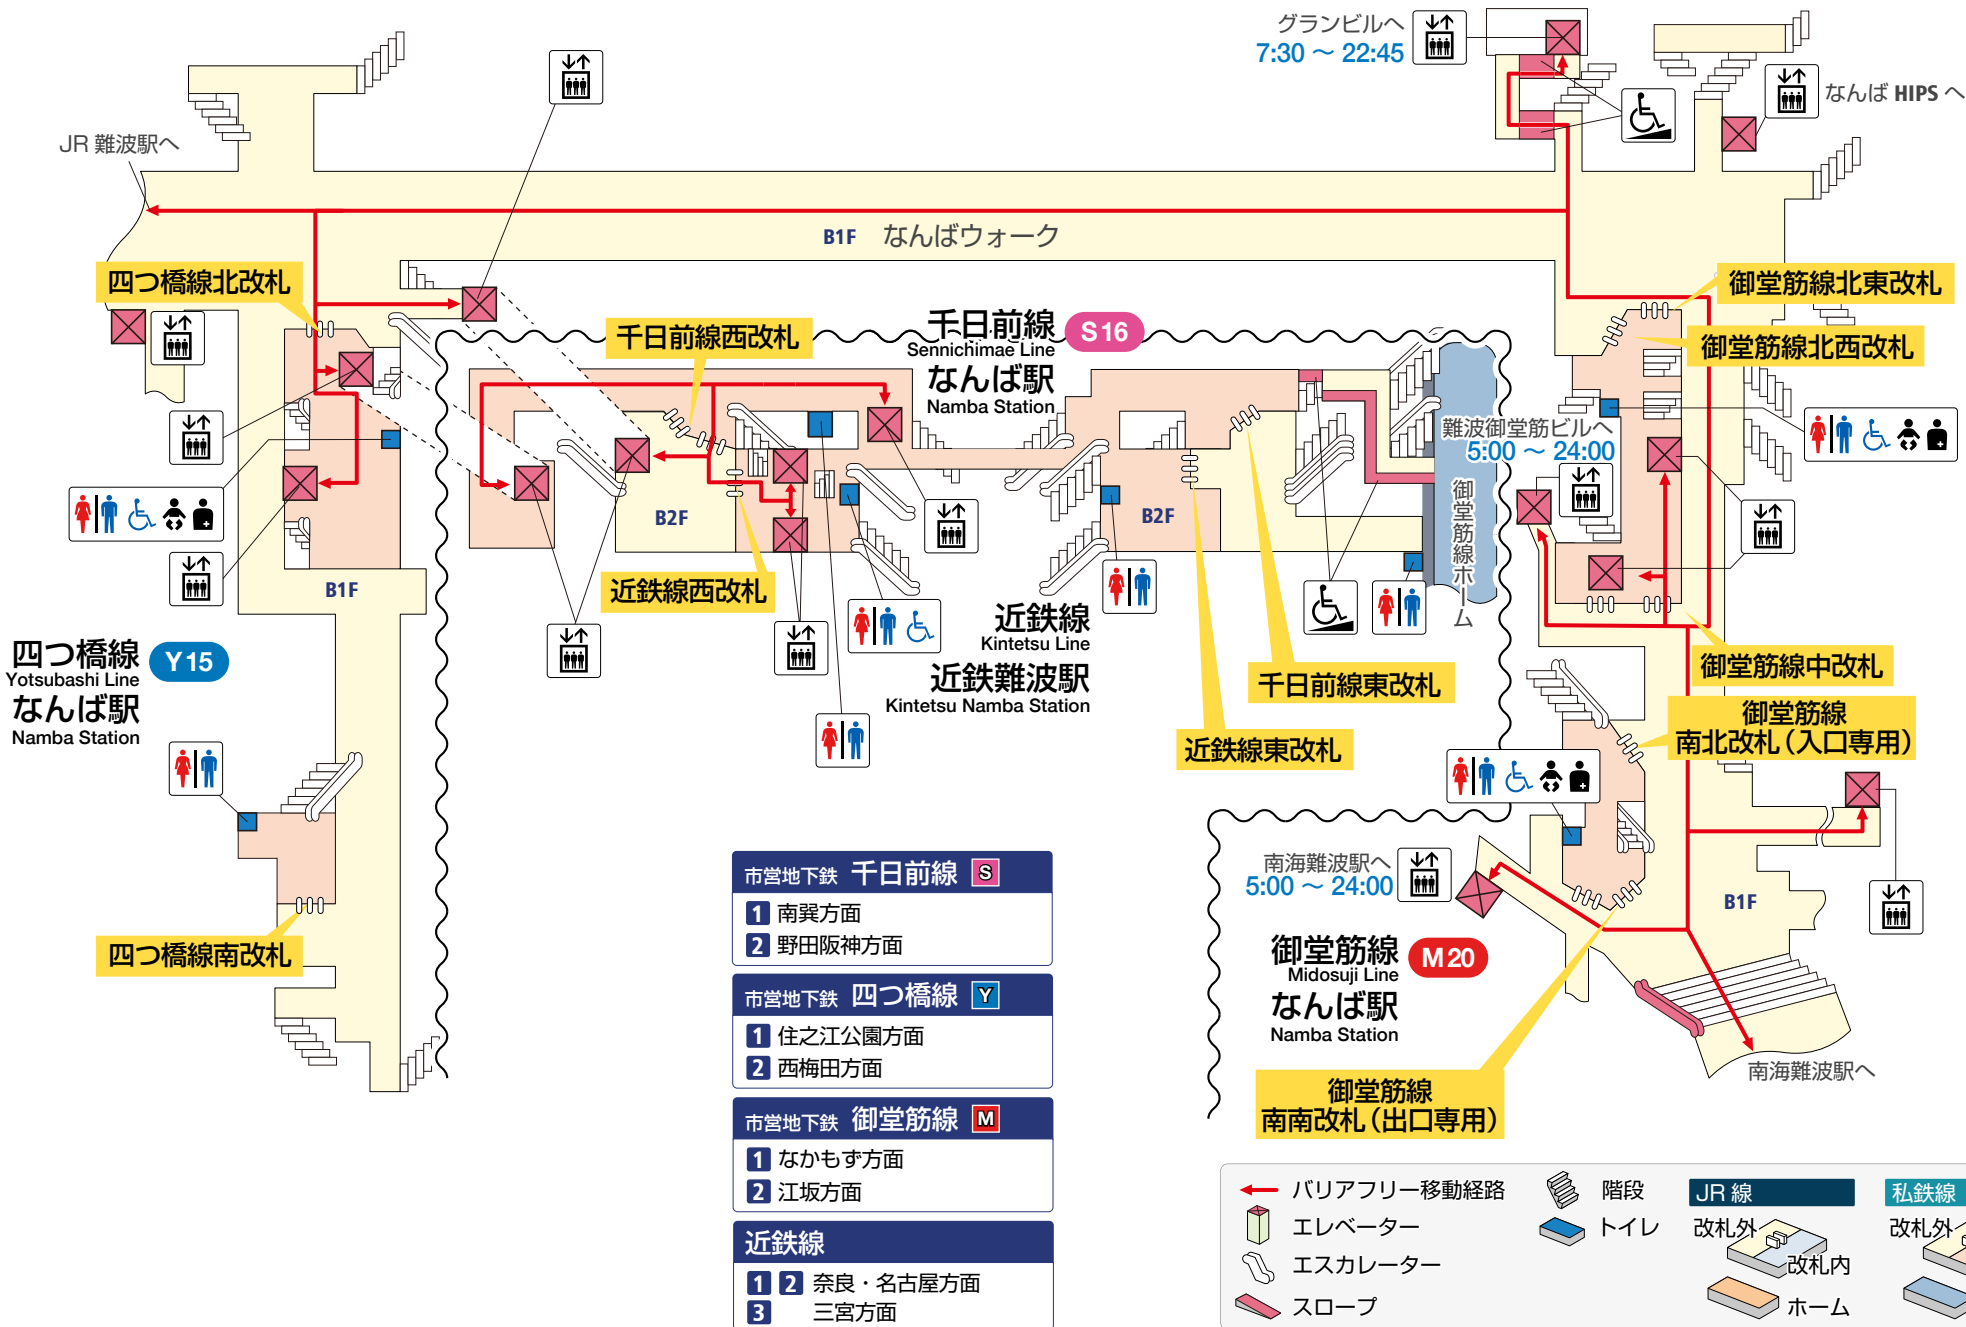 グランビルへ
7:30 〜 22:45
なんば HIPS へ
JR 難波駅へ
B1F なんばウォーク
四つ橋線北改札
御堂筋線北東改札
千日前線西改札
千日前線 S16
Sennichimae Line
なんば駅
Namba Station
御堂筋線北西改札
難波御堂筋ビルへ
5:00 〜 24:00
御堂筋線ホーム
B2F
B2F
B1F
近鉄線西改札
近鉄線
Kintetsu Line
近鉄難波駅
Kintetsu Namba Station
四つ橋線 Y15
Yotsubashi Line
なんば駅
Namba Station
千日前線東改札
御堂筋線中改札
近鉄線東改札
御堂筋線
南北改札（入口専用）
南海難波駅へ
5:00 〜 24:00
B1F
四つ橋線南改札
御堂筋線 M20
Midosuji Line
なんば駅
Namba Station
南海難波駅へ
御堂筋線
南南改札（出口専用）
市営地下鉄 千日前線 S
1 南巽方面
2 野田阪神方面
市営地下鉄 四つ橋線 Y
1 住之江公園方面
2 西梅田方面
市営地下鉄 御堂筋線 M
1 なかもず方面
2 江坂方面
近鉄線
1 2 奈良・名古屋方面
3 三宮方面
バリアフリー移動経路
エレベーター
エスカレーター
スロープ
階段
トイレ
JR 線
改札外
改札内
ホーム
私鉄線
改札外